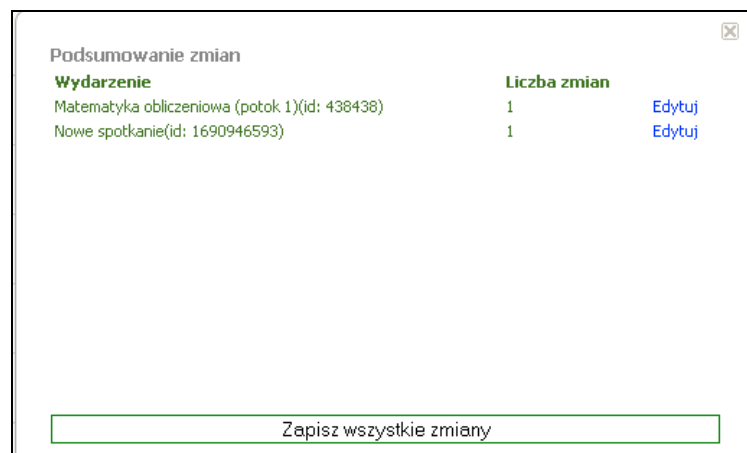 Podsumowanie zmian
Wydarzenie Liczba zmian
Matematyka obliczeniowa (potok 1)(id: 438438) 1 Edytuj
Nowe spotkanie(id: 1690946593) 1 Edytuj
Zapisz wszystkie zmiany